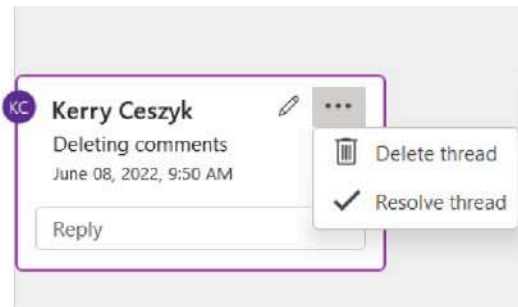 KC
Kerry Ceszyk
Deleting comments
June 08, 2022, 9:50 AM
Reply
Delete thread
Resolve thread